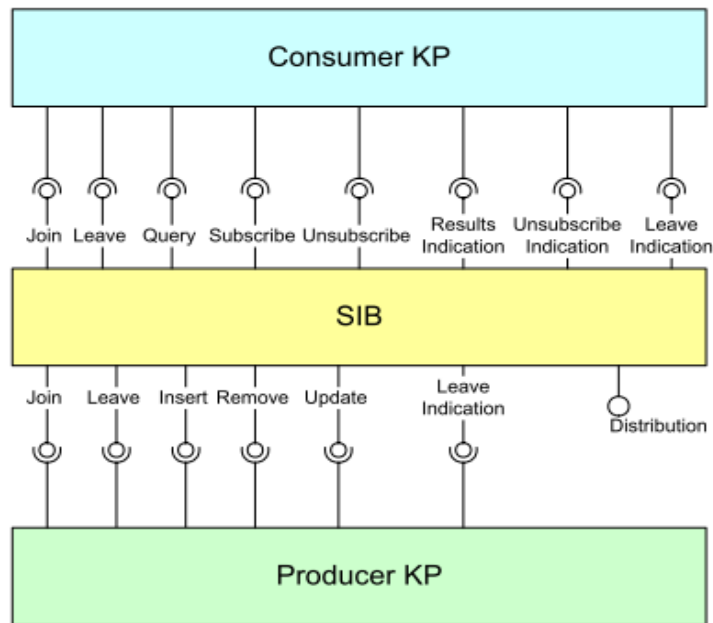 Consumer KP
Join Leave Query Subscribe Unsubscribe Results Indication Unsubscribe Indication Leave Indication
SIB
Join Leave Insert Remove Update Leave Indication
Distribution
Producer KP